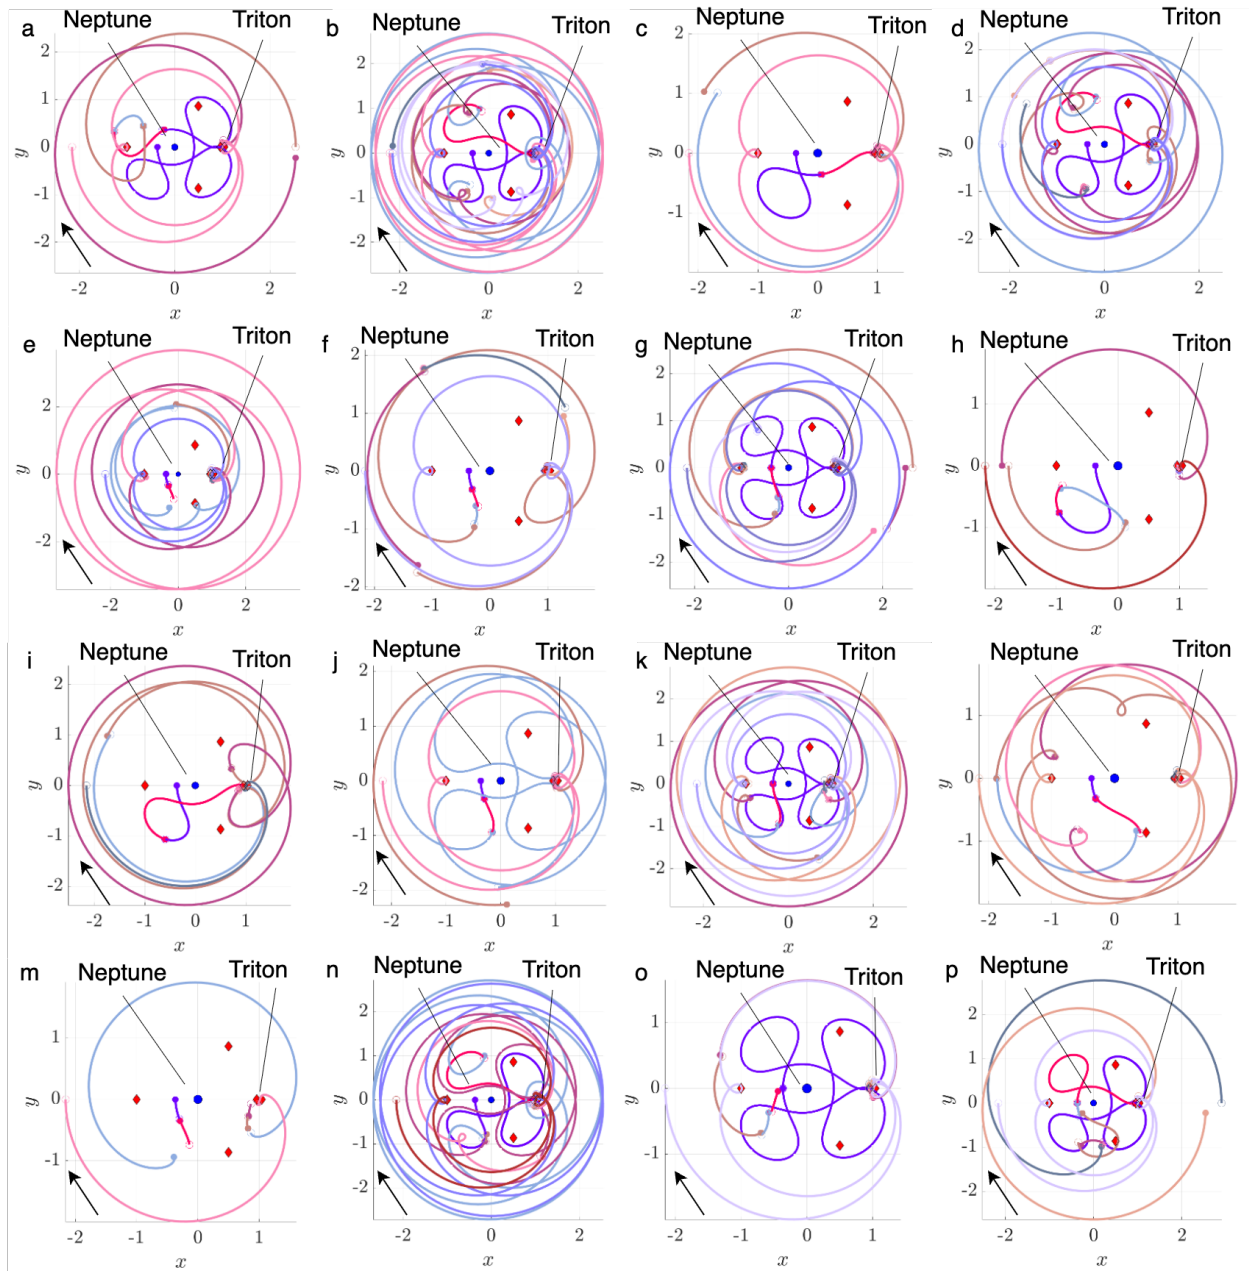 Neptune Triton Neptune Triton Neptune Triton Neptune Triton
a b c d
2 1 0 -1 -2 y -2 0 2 x
2 1 0 -1 -2 y -2 0 2 x
2 1 0 -1 y -2 -1 0 1 x
2 1 0 -1 -2 y -2 0 2 x
Neptune Triton Neptune Triton Neptune Triton Neptune Triton
e f g h
2 0 -2 y -2 0 2 x
2 1 0 -1 -2 y -2 -1 0 1 x
2 1 0 -1 -2 y -2 0 2 x
1 0 -1 y -2 -1 0 1 x
Neptune Triton Neptune Triton Neptune Triton Neptune Triton
i j k
2 1 0 -1 -2 y -2 -1 0 1 x
2 1 0 -1 -2 y -2 -1 0 1 x
2 1 0 -1 -2 y -2 0 2 x
1 0 -1 y -2 -1 0 1 x
Neptune Triton Neptune Triton Neptune Triton Neptune Triton
m n o p
1 0 -1 y -2 -1 0 1 x
2 1 0 -1 -2 y -2 0 2 x
1 0 -1 y -2 -1 0 1 x
2 1 0 -1 -2 y -2 0 2 x